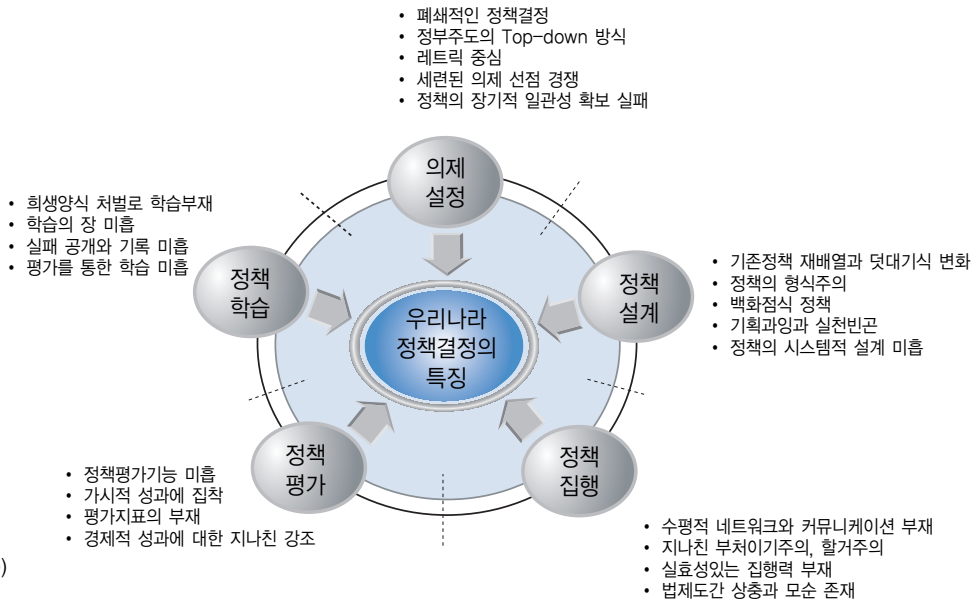 • 폐쇄적인 정책결정
• 정부주도의 Top-down 방식
• 레트릭 중심
• 세련된 의제 선점 경쟁
• 정책의 장기적 일관성 확보 실패
의제
설정
• 희생양식 처벌로 학습부재
• 학습의 장 미흡
• 실패 공개와 기록 미흡
• 평가를 통한 학습 미흡
정책
학습
정책
설계
• 기존정책 재배열과 덧대기식 변화
• 정책의 형식주의
• 백화점식 정책
• 기획과잉과 실천빈곤
• 정책의 시스템적 설계 미흡
우리나라
정책결정의
특징
정책
평가
• 정책평가기능 미흡
• 가시적 성과에 집착
• 평가지표의 부재
• 경제적 성과에 대한 지나친 강조
정책
집행
• 수평적 네트워크와 커뮤니케이션 부재
• 지나친 부처이기주의, 할거주의
• 실효성있는 집행력 부재
• 법제도간 상충과 모순 존재
)